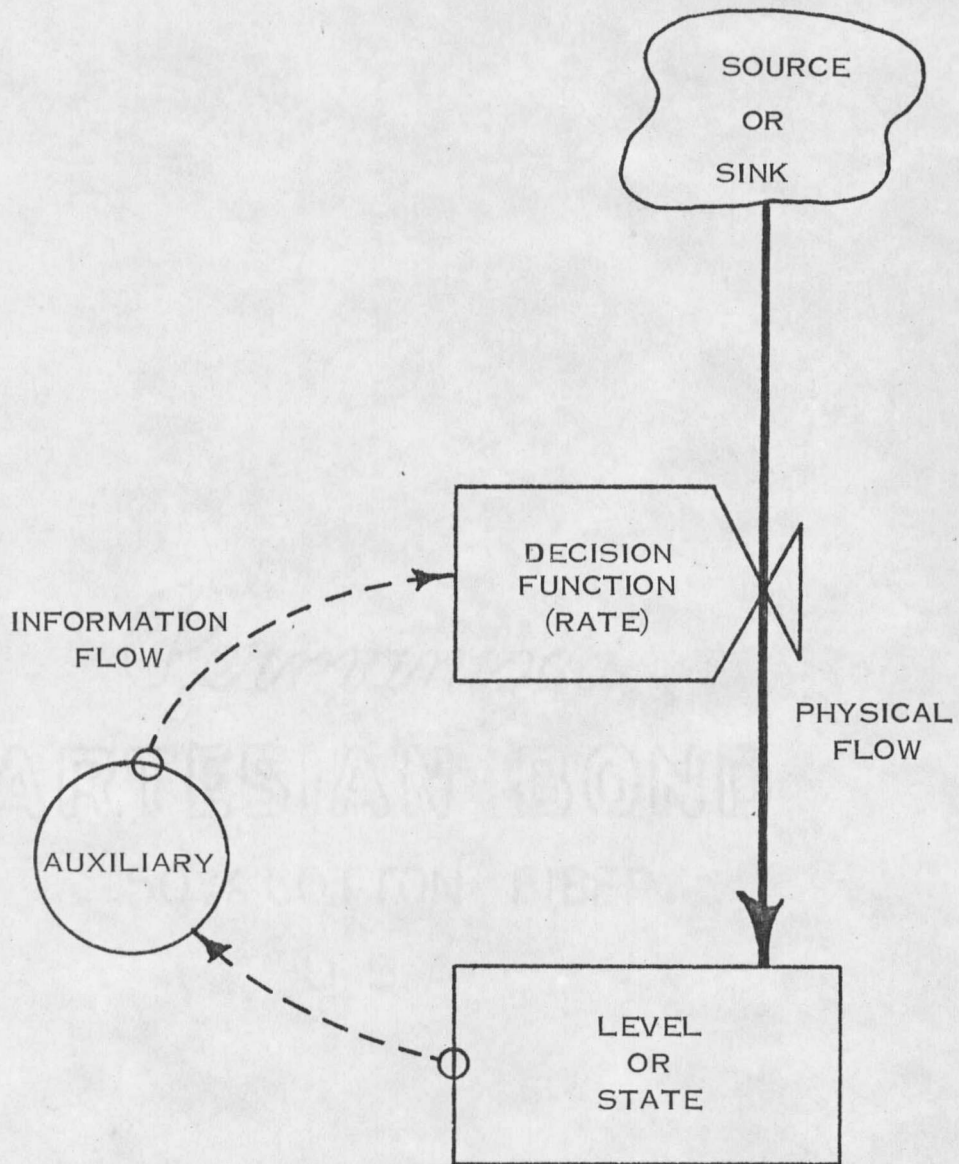 SOURCE
OR
SINK
DECISION
FUNCTION
(RATE)
INFORMATION
FLOW
PHYSICAL
FLOW
AUXILIARY
LEVEL
OR
STATE